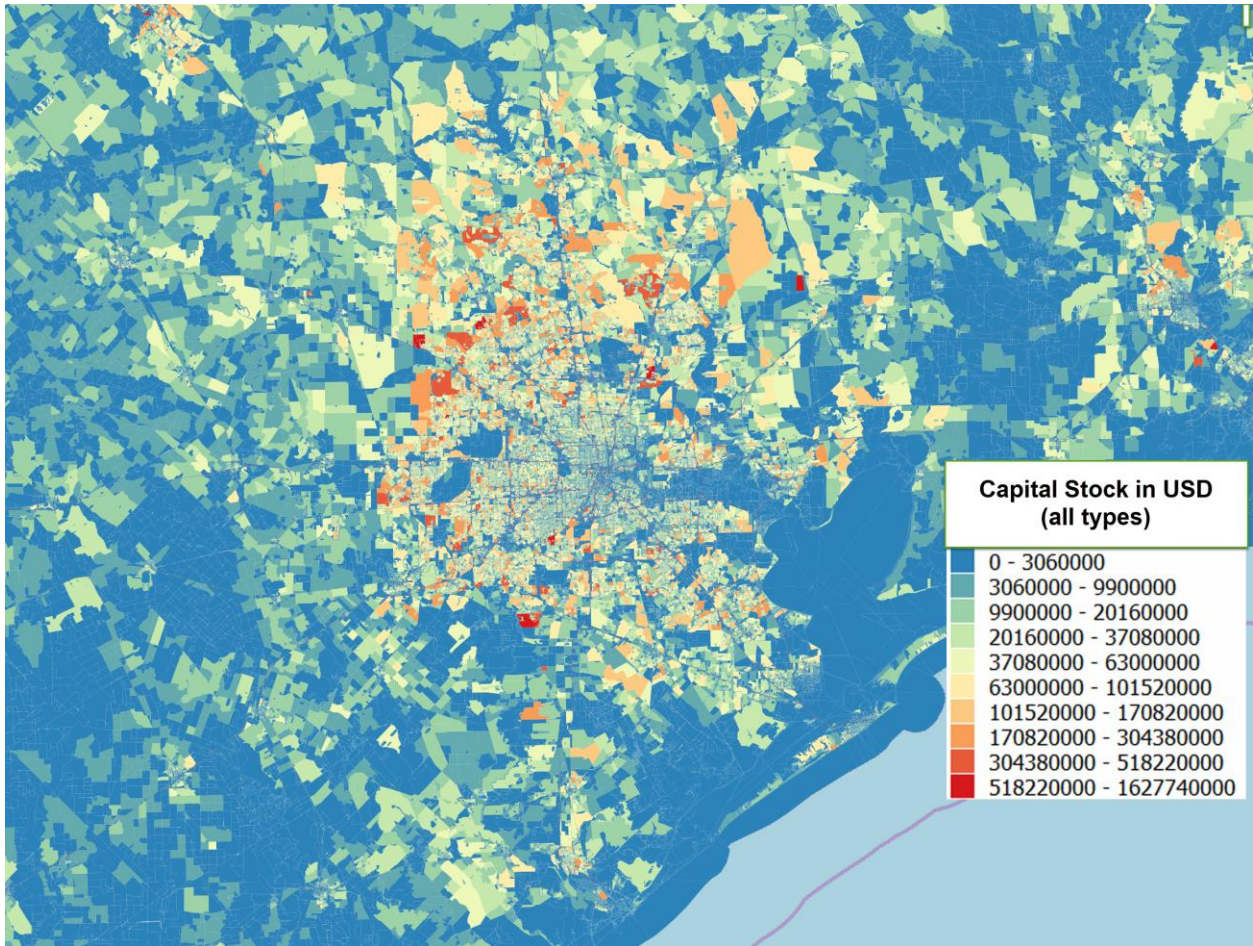 Capital Stock in USD
(all types)
0 - 3060000
3060000 - 9900000
9900000 - 20160000
20160000 - 37080000
37080000 - 63000000
63000000 - 101520000
101520000 - 170820000
170820000 - 304380000
304380000 - 518220000
518220000 - 1627740000